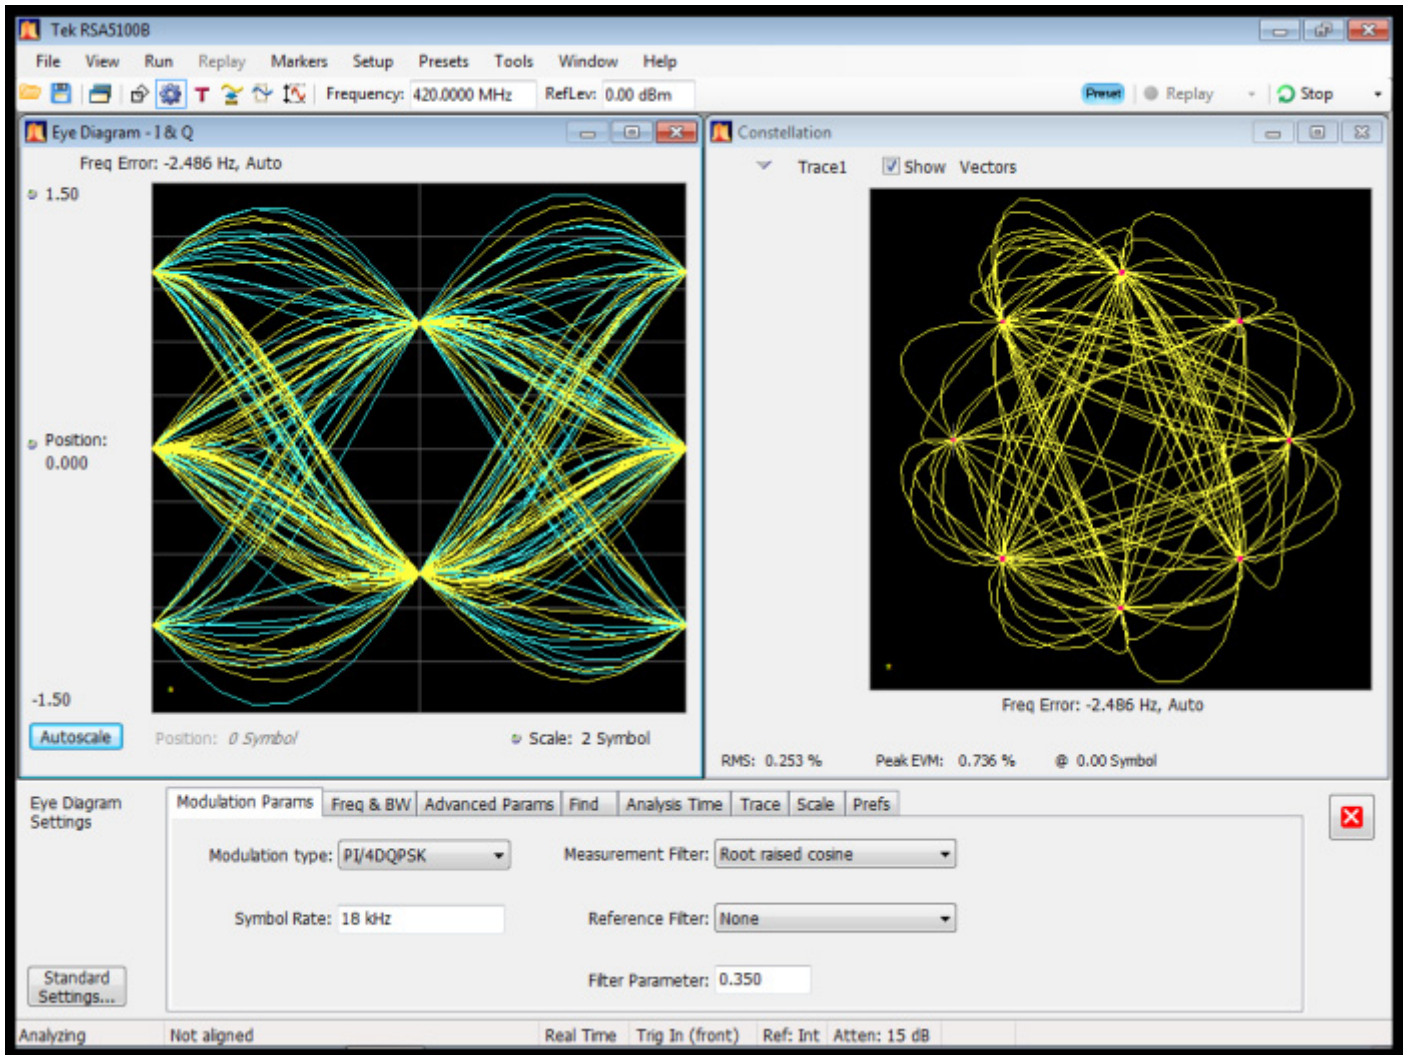 Tek RSA5100B
File View Run Replay Markers Setup Presets Tools Window Help
T Frequency: 420.0000 MHz RefLev: 0.00 dBm Preset Replay Stop
Eye Diagram - I & Q
Freq Error: -2.486 Hz, Auto
1.50
Position:
0.000
-1.50
Autoscale Position: 0 Symbol Scale: 2 Symbol
Constellation
Trace1 Show Vectors
Freq Error: -2.486 Hz, Auto
RMS: 0.253 % Peak EVM: 0.736 % @ 0.00 Symbol
Eye Diagram
Settings
Modulation Params Freq & BW Advanced Params Find Analysis Time Trace Scale Prefs
Modulation type: PI/4DQPSK Measurement Filter: Root raised cosine
Symbol Rate: 18 kHz Reference Filter: None
Filter Parameter: 0.350
Standard
Settings...
Analyzing Not aligned Real Time Trig In (front) Ref: Int Atten: 15 dB